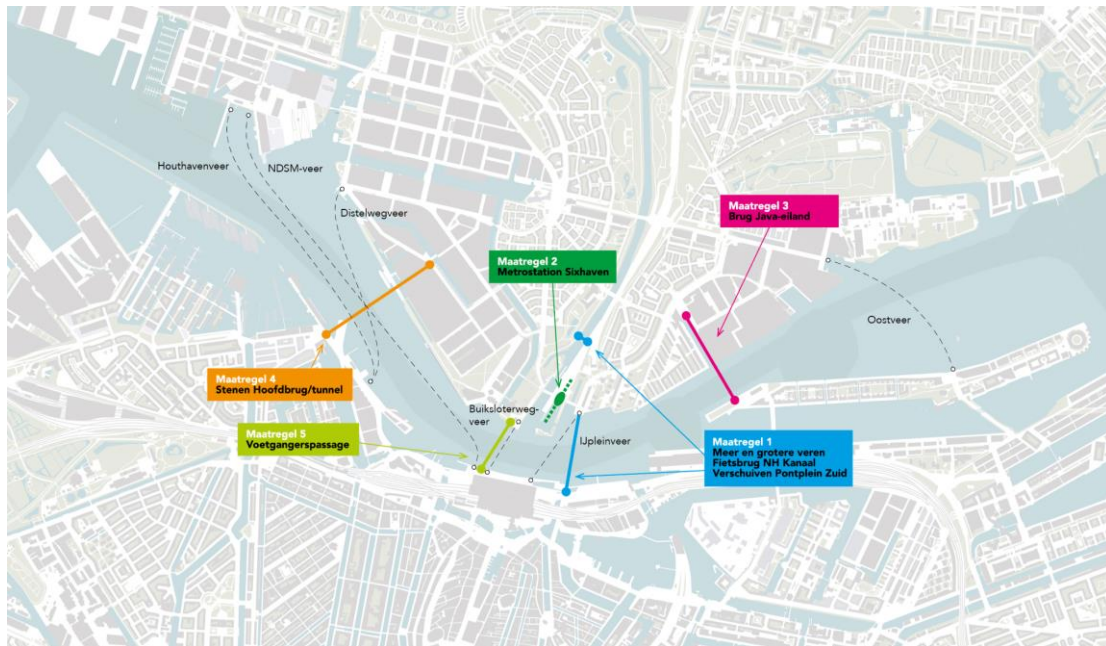 Houthavenveer
NDSM-veer
Distelwegveer
Maatregel 3
Brug Java-eiland
Maatregel 2
Metrostation Sixhaven
Oostveer
Maatregel 4
Stenen Hoofdbrug/tunnel
Buiksloterweg-
veer
Maatregel 5
Voetgangerspassage
IJpleinveer
Maatregel 1
Meer en grotere veren
Fietsbrug NH Kanaal
Verschuiven Pontplein Zuid